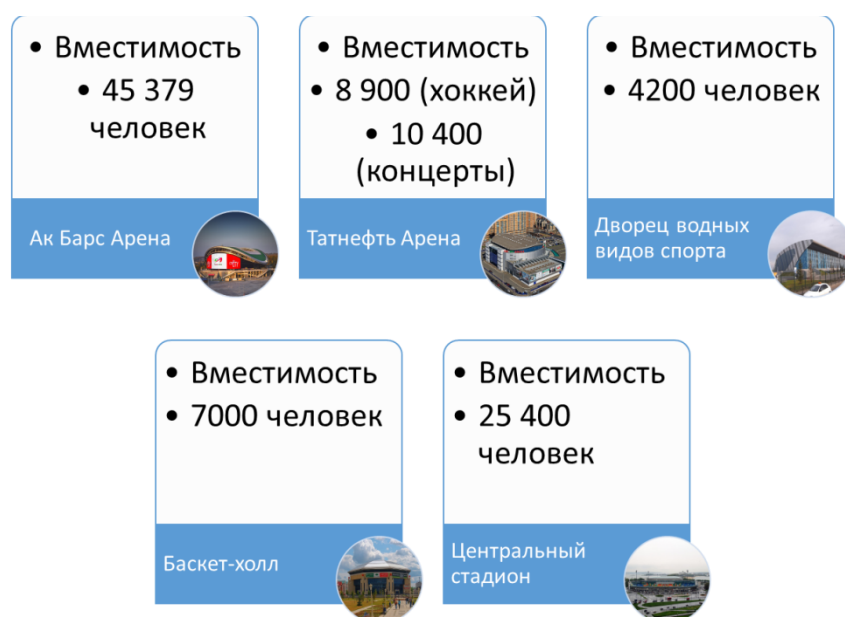 • Вместимость
• 45 379
человек
Ак Барс Арена
• Вместимость
• 8 900 (хоккей)
• 10 400
(концерты)
Татнефть Арена
• Вместимость
• 4200 человек
Дворец водных
видов спорта
• Вместимость
• 7000 человек
Баскет-холл
• Вместимость
• 25 400
человек
Центральный
стадион